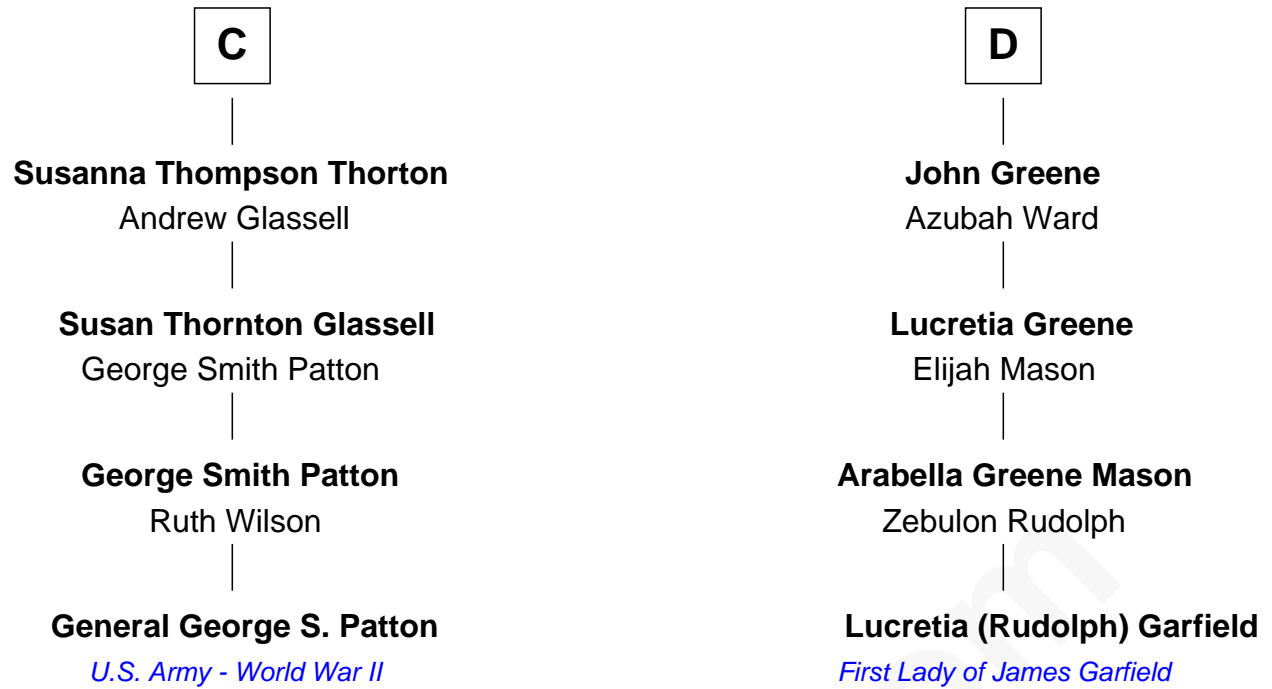 C
Susanna Thompson Thorton
Andrew Glassell
Susan Thornton Glassell
George Smith Patton
George Smith Patton
Ruth Wilson
General George S. Patton
U.S. Army - World War II
D
John Greene
Azubah Ward
Lucretia Greene
Elijah Mason
Arabella Greene Mason
Zebulon Rudolph
Lucretia (Rudolph) Garfield
First Lady of James Garfield
om